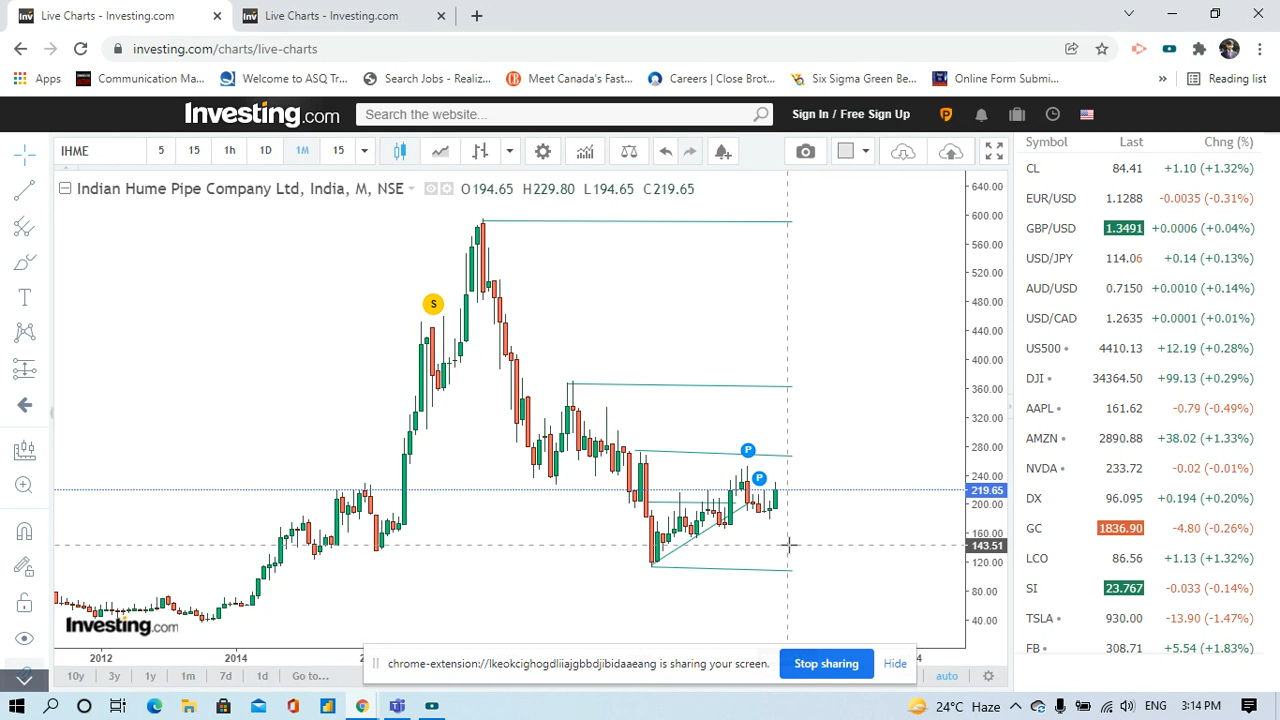 Live Charts - Investing.com
Live Charts - Investing.com
investing.com/charts/live-charts
Apps
Communication Ma...
Welcome to ASQ Tr...
Search Jobs - Realiz...
Meet Canada's Fast...
Careers | Close Brot...
Six Sigma Green Be...
Online Form Submi...
»
Reading list
Investing.com
Search the website...
Sign In / Free Sign Up
IHME
5
15
1h
1D
1M
15
Indian Hume Pipe Company Ltd, India, M, NSE
O194.65 H229.80 L194.65 C219.65
Symbol Last Chng (%)
CL 84.41 +1.10 (+1.32%)
EUR/USD 1.1288 -0.0035 (-0.31%)
GBP/USD 1.3491 +0.0006 (+0.04%)
USD/JPY 114.06 +0.14 (+0.13%)
AUD/USD 0.7150 +0.0010 (+0.14%)
USD/CAD 1.2635 +0.0001 (+0.01%)
US500 4410.13 +12.19 (+0.28%)
DJI 34364.50 +99.13 (+0.29%)
AAPL 161.62 -0.79 (-0.49%)
AMZN 2890.88 +38.02 (+1.33%)
NVDA 233.72 -0.02 (-0.01%)
DX 96.095 +0.194 (+0.20%)
GC 1836.90 -4.80 (-0.26%)
LCO 86.56 +1.13 (+1.32%)
SI 23.767 -0.033 (-0.14%)
TSLA 930.00 -13.90 (-1.47%)
FB 308.71 +5.54 (+1.83%)
640.00
600.00
560.00
520.00
480.00
440.00
400.00
360.00
320.00
280.00
240.00
219.65
200.00
160.00
143.51
120.00
80.00
40.00
S
P
P
Investing.com
2012
2014
10y
1y
1m
7d
1d
Go to...
auto
chrome-extension://lkeokcighogdliiajgbbdjibidaaeang is sharing your screen.
Stop sharing
Hide
24°C Haze
ENG
3:14 PM